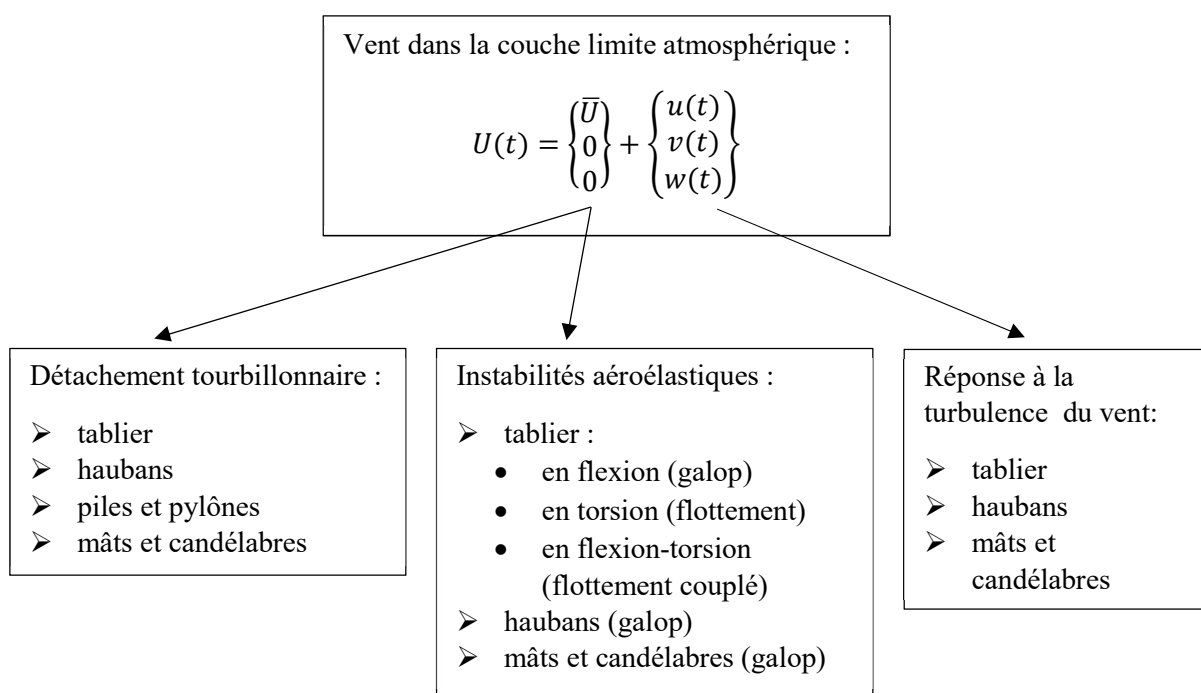 Vent dans la couche limite atmosphérique :
U(t) = {U̅ 0 0} + {u(t) v(t) w(t)}
Détachement tourbillonnaire :
➢ tablier
➢ haubans
➢ piles et pylônes
➢ mâts et candélabres
Instabilités aéroélastiques :
➢ tablier :
• en flexion (galop)
• en torsion (flottement)
• en flexion-torsion
(flottement couplé)
➢ haubans (galop)
➢ mâts et candélabres (galop)
Réponse à la
turbulence du vent:
➢ tablier
➢ haubans
➢ mâts et
candélabres